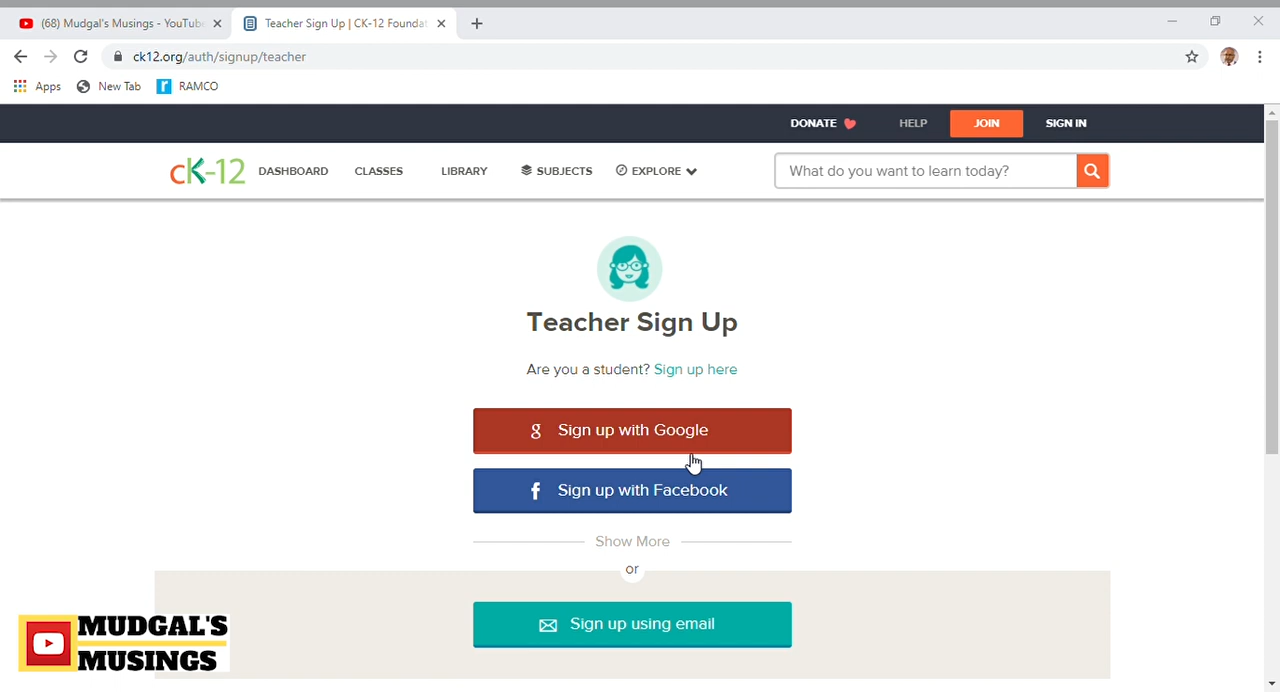 (68) Mudgal's Musings - YouTube
Teacher Sign Up | CK-12 Foundat
ck12.org/auth/signup/teacher
Apps
New Tab
RAMCO
DONATE
HELP
JOIN
SIGN IN
cK-12
DASHBOARD
CLASSES
LIBRARY
SUBJECTS
EXPLORE
What do you want to learn today?
Teacher Sign Up
Are you a student? Sign up here
g Sign up with Google
f Sign up with Facebook
Show More
or
Sign up using email
MUDGAL'S
MUSINGS